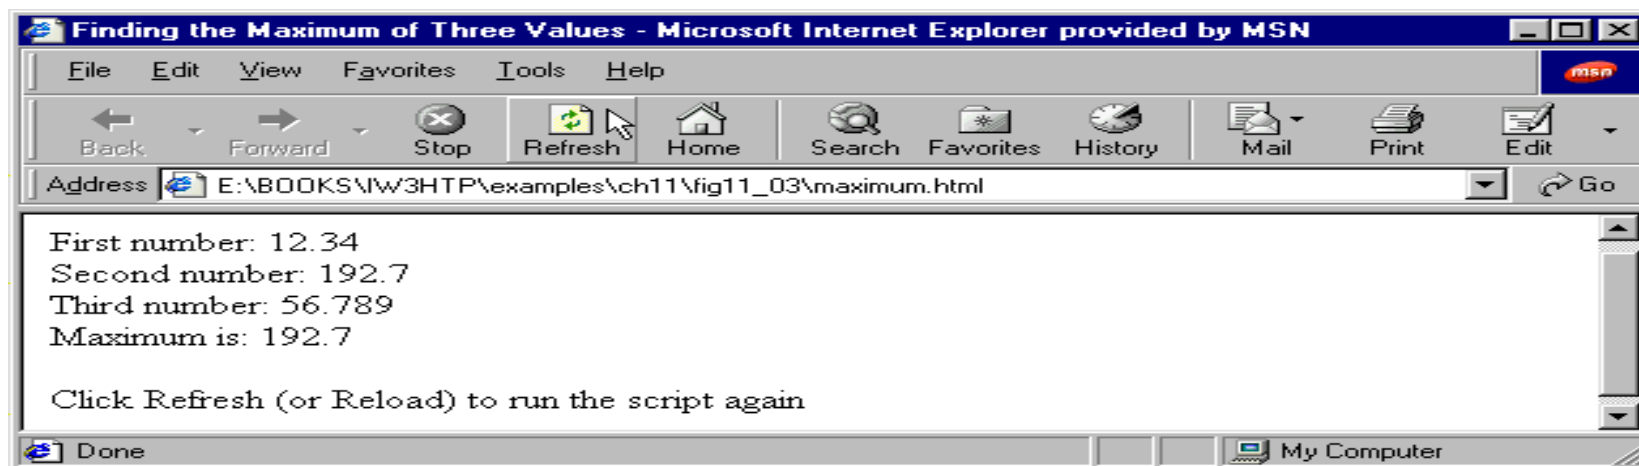 Finding the Maximum of Three Values - Microsoft Internet Explorer provided by MSN
File Edit View Favorites Tools Help
msn
Back Forward Stop Refresh Home Search Favorites History Mail Print Edit
Address E:\BOOKS\IW3HTP\examples\ch11\fig11_03\maximum.html Go
First number: 12.34
Second number: 192.7
Third number: 56.789
Maximum is: 192.7
Click Refresh (or Reload) to run the script again
Done My Computer